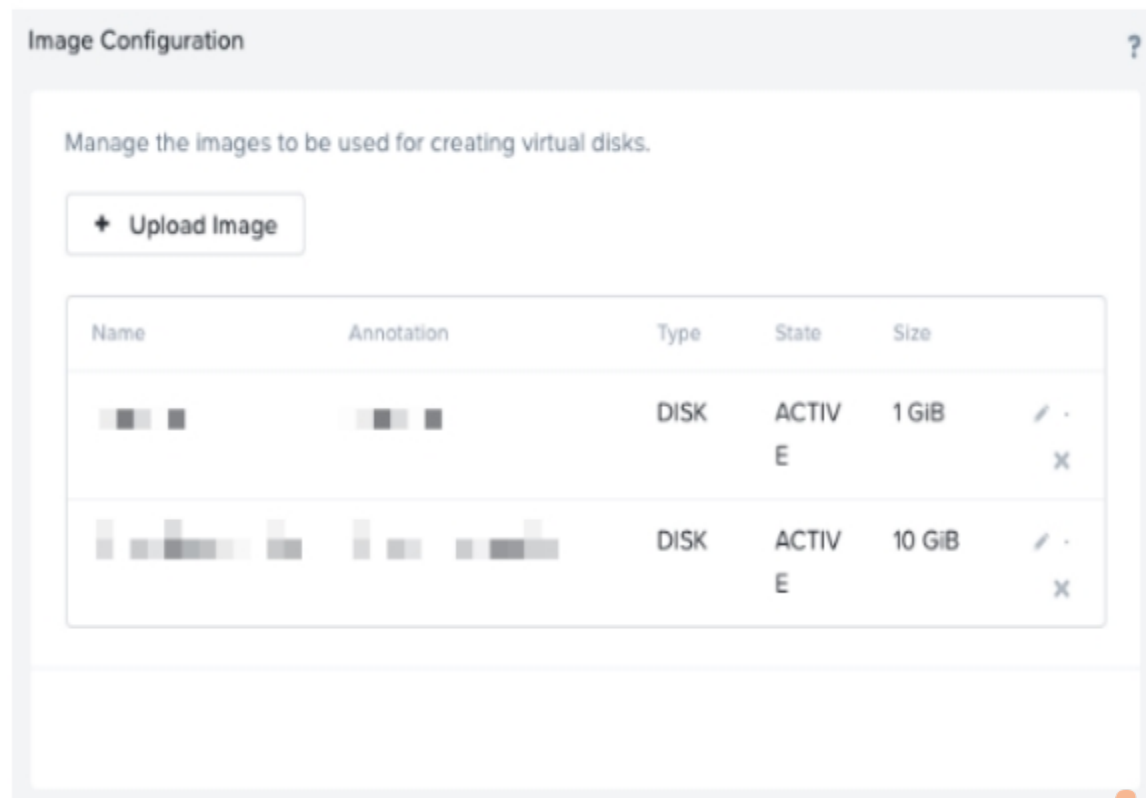 Image Configuration
?
Manage the images to be used for creating virtual disks.
+ Upload Image
Name Annotation Type State Size
DISK ACTIV 1 GiB
E
DISK ACTIV 10 GiB
E